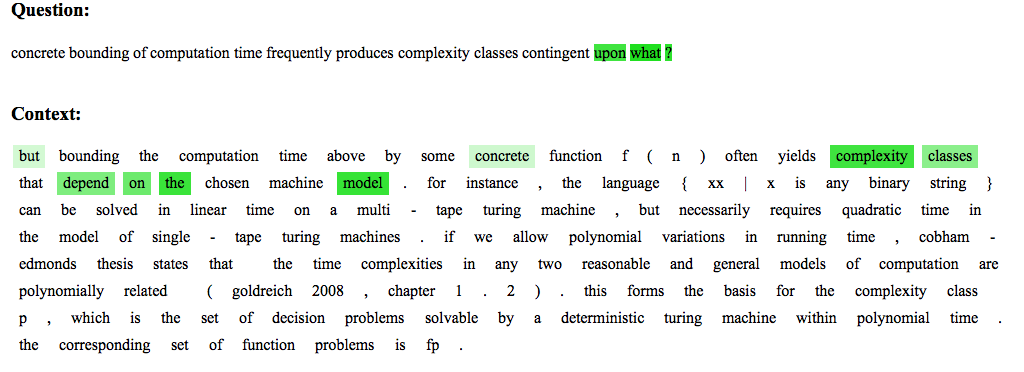 Question:
concrete bounding of computation time frequently produces complexity classes contingent upon what ?
Context:
but bounding the computation time above by some concrete function f ( n ) often yields complexity classes
that depend on the chosen machine model . for instance , the language { xx | x is any binary string }
can be solved in linear time on a multi - tape turing machine , but necessarily requires quadratic time in
the model of single - tape turing machines . if we allow polynomial variations in running time , cobham -
edmonds thesis states that the time complexities in any two reasonable and general models of computation are
polynomially related ( goldreich 2008 , chapter 1 . 2 ) . this forms the basis for the complexity class
p , which is the set of decision problems solvable by a deterministic turing machine within polynomial time .
the corresponding set of function problems is fp .